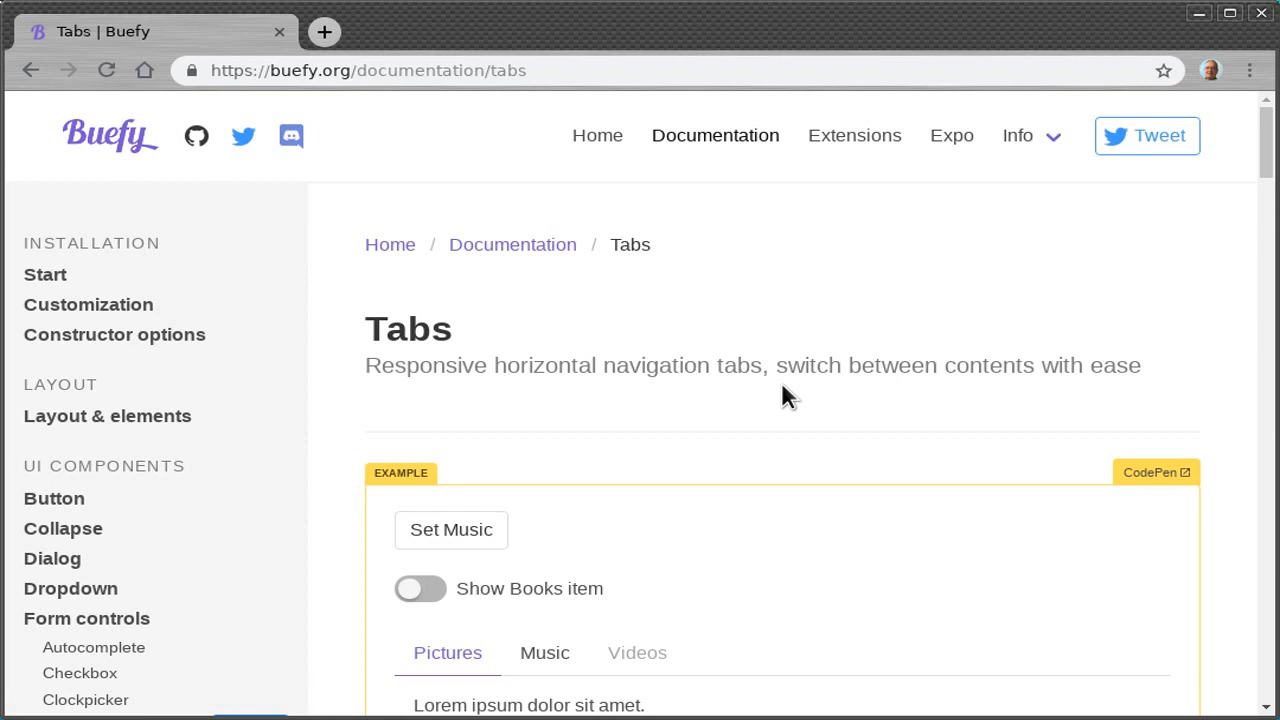 Tabs | Buefy
https://buefy.org/documentation/tabs
Buefy
Home Documentation Extensions Expo Info Tweet
INSTALLATION
Start
Customization
Constructor options
LAYOUT
Layout & elements
UI COMPONENTS
Button
Collapse
Dialog
Dropdown
Form controls
Autocomplete
Checkbox
Clockpicker
Home / Documentation / Tabs
Tabs
Responsive horizontal navigation tabs, switch between contents with ease
EXAMPLE CodePen
Set Music
Show Books item
Pictures Music Videos
Lorem ipsum dolor sit amet.